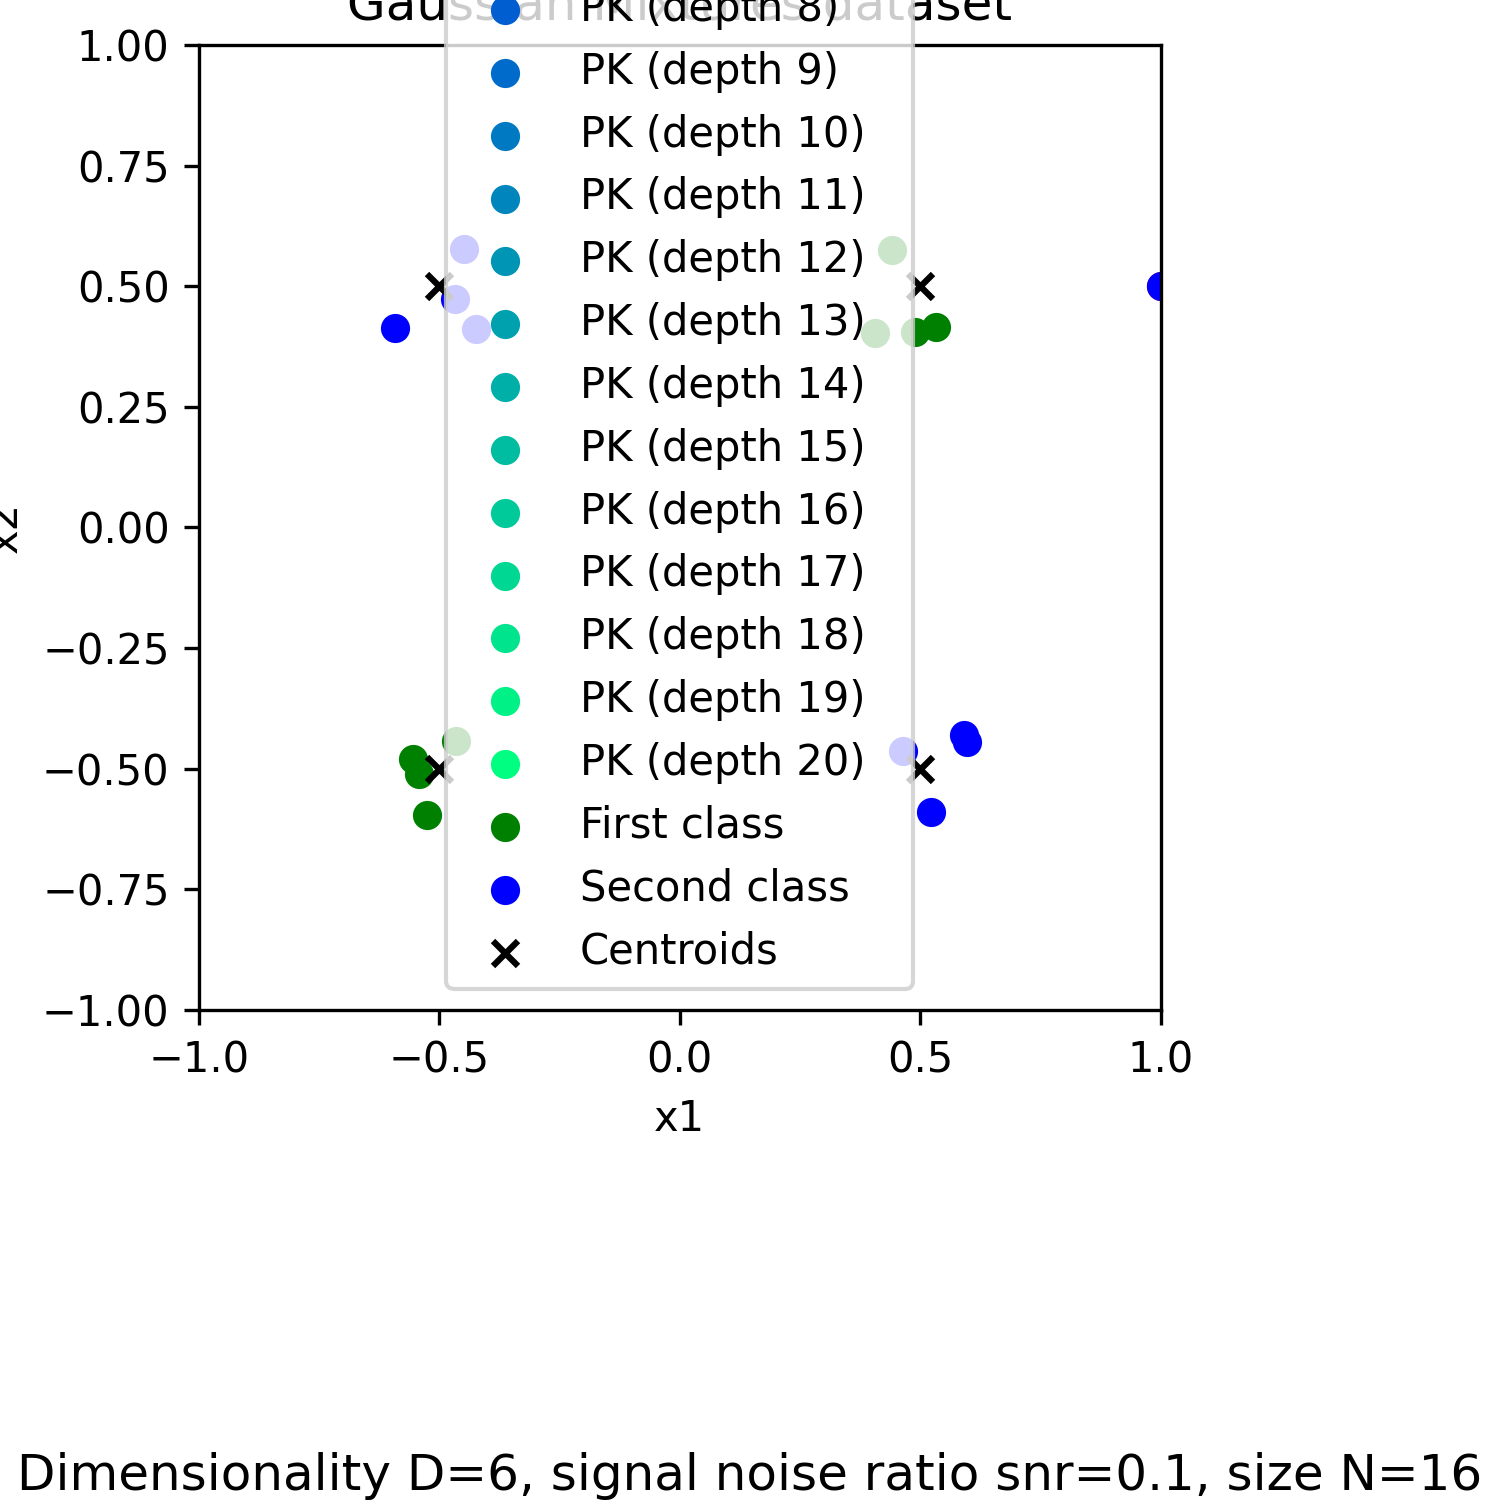 Gaussian Mixtures dataset
PK (depth 8)
1.00
PK (depth 9)
PK (depth 10)
0.75
PK (depth 11)
PK (depth 12)
0.50
PK (depth 13)
PK (depth 14)
0.25
PK (depth 15)
PK (depth 16)
x2
0.00
PK (depth 17)
PK (depth 18)
−0.25
PK (depth 19)
PK (depth 20)
−0.50
First class
Second class
−0.75
Centroids
−1.00
−1.0 −0.5 0.0 0.5 1.0
x1
Dimensionality D=6, signal noise ratio snr=0.1, size N=16